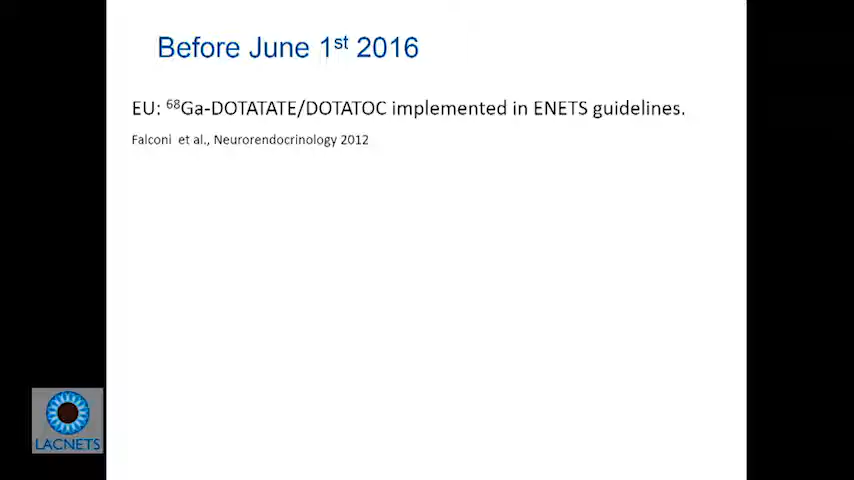 Before June 1st 2016
EU: 68Ga-DOTATATE/DOTATOC implemented in ENETS guidelines.
Falconi et al., Neurorendocrinology 2012
LACNETS